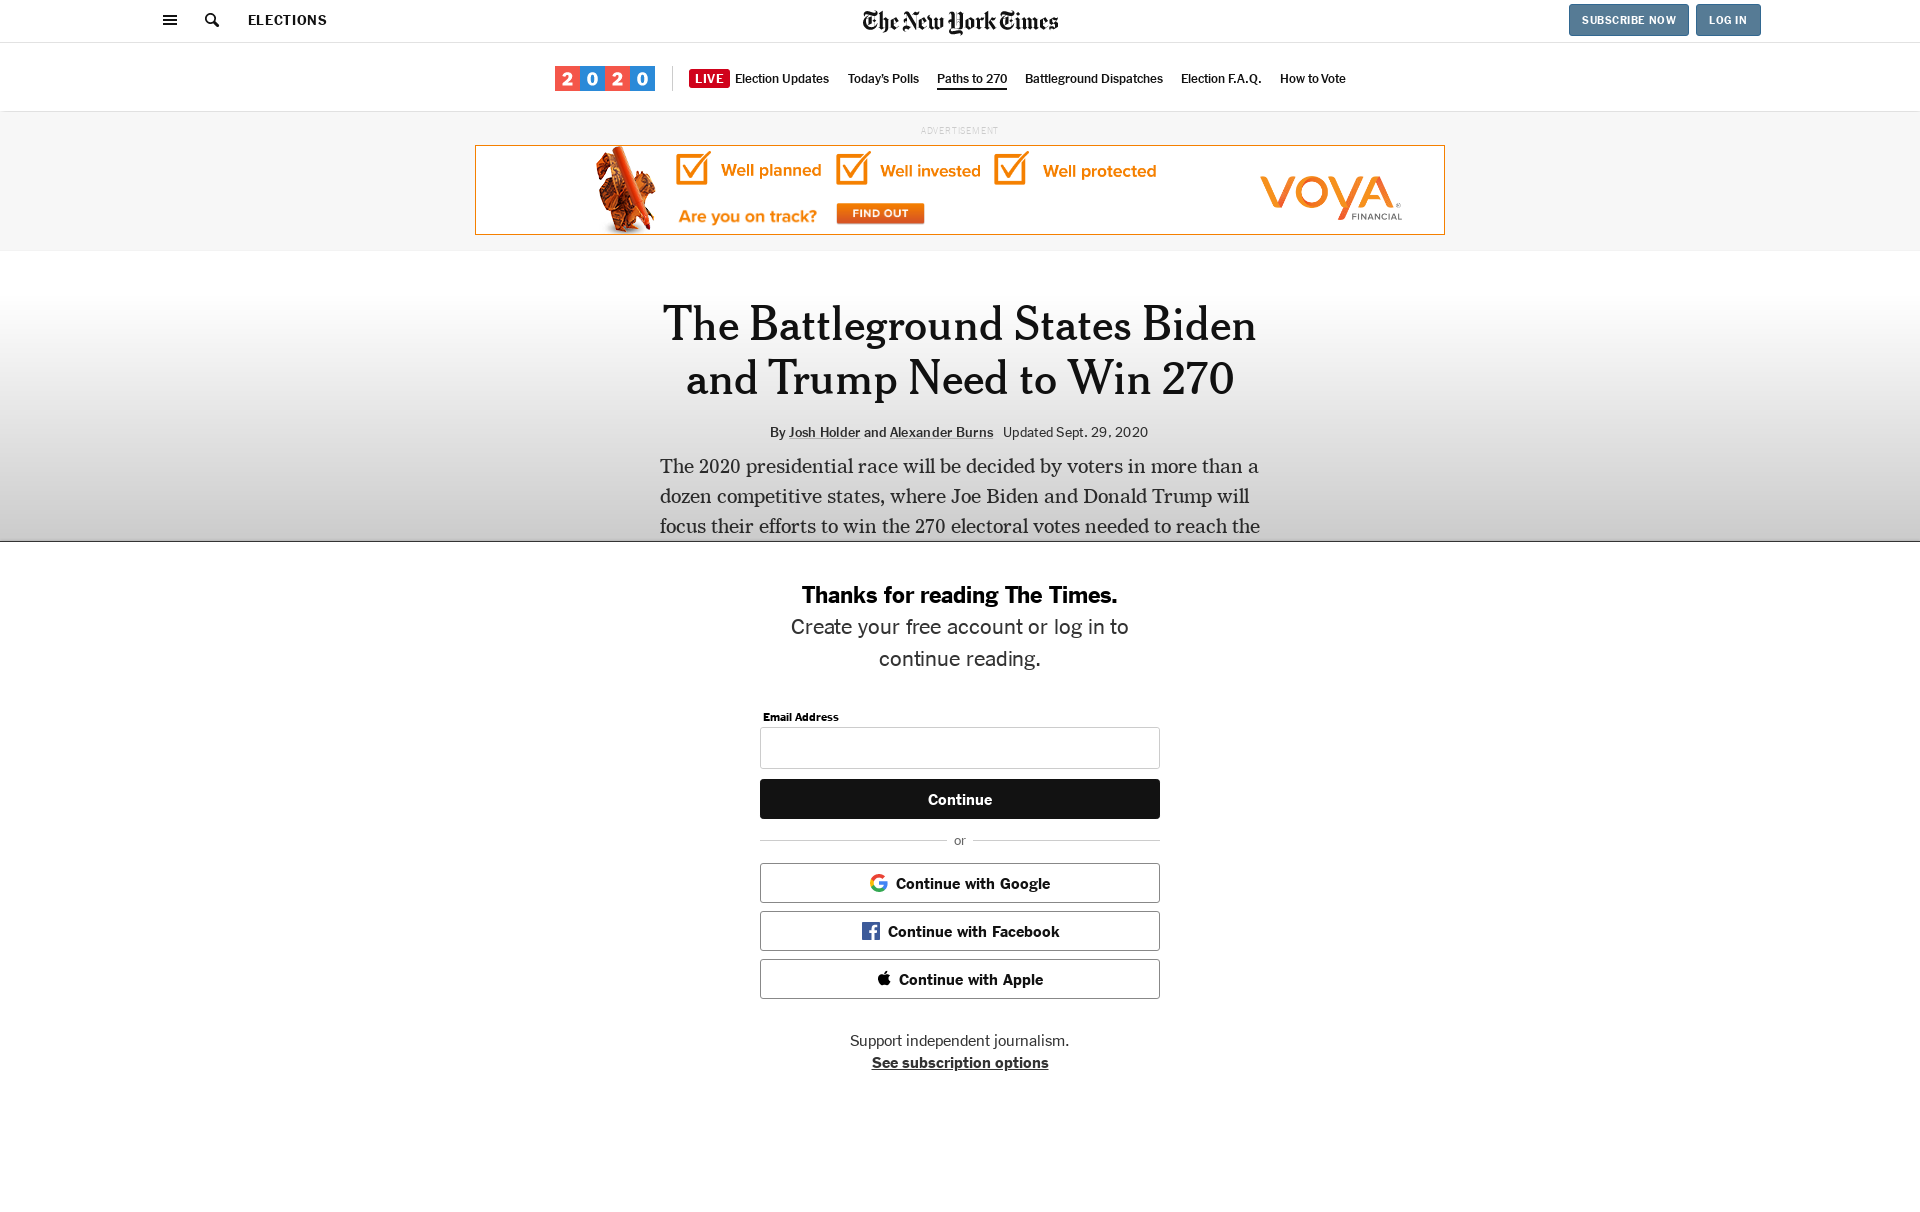 ELECTIONS
The New York Times
SUBSCRIBE NOW
LOG IN
2020
LIVE Election Updates
Today's Polls
Paths to 270
Battleground Dispatches
Election F.A.Q.
How to Vote
ADVERTISEMENT
Well planned
Well invested
Well protected
Are you on track?
FIND OUT
VOYA
FINANCIAL
The Battleground States Biden
and Trump Need to Win 270
By Josh Holder and Alexander Burns Updated Sept. 29, 2020
The 2020 presidential race will be decided by voters in more than a
dozen competitive states, where Joe Biden and Donald Trump will
focus their efforts to win the 270 electoral votes needed to reach the
Thanks for reading The Times.
Create your free account or log in to
continue reading.
Email Address
Continue
or
Continue with Google
Continue with Facebook
Continue with Apple
Support independent journalism.
See subscription options